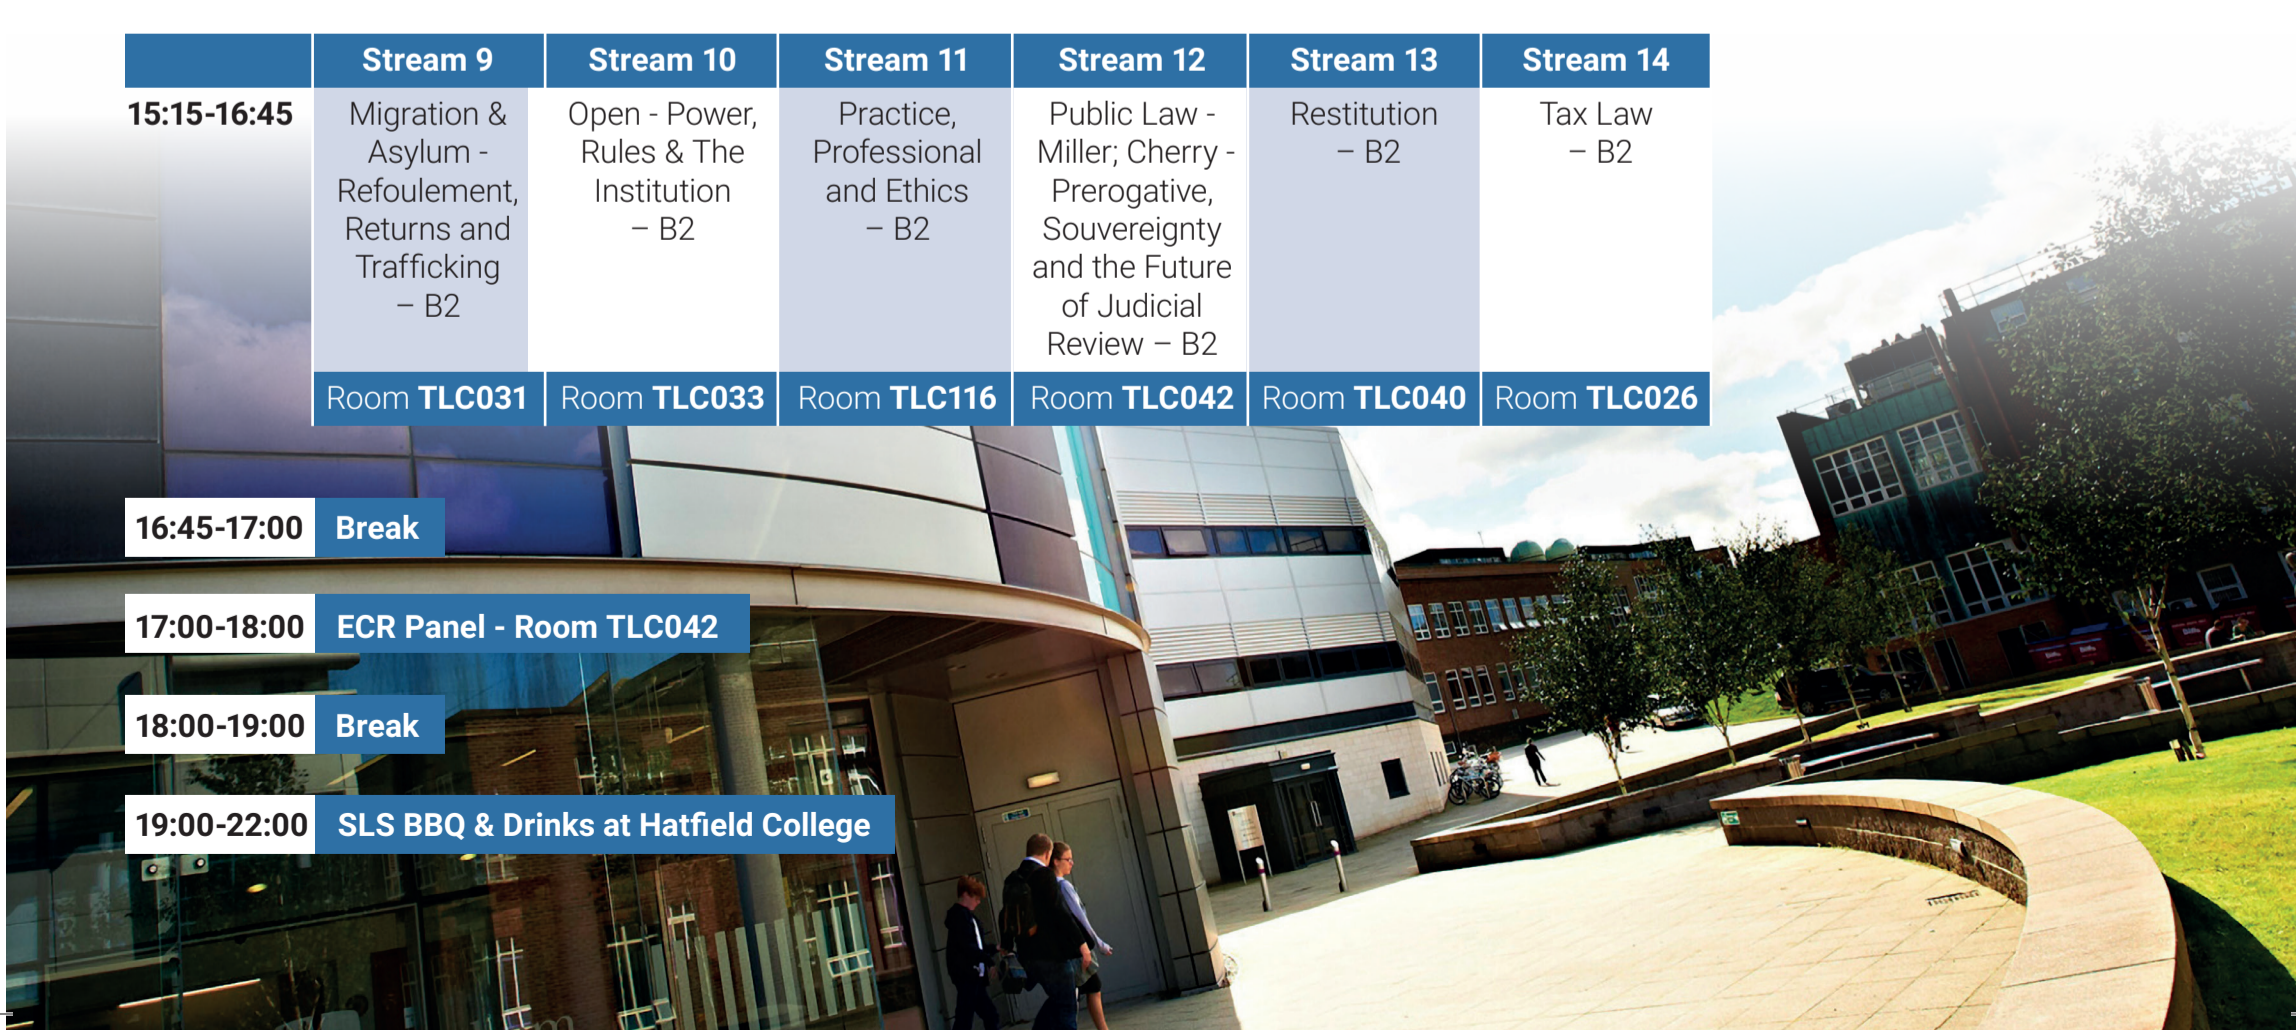 Stream 9 Stream 10 Stream 11 Stream 12 Stream 13 Stream 14
15:15-16:45
Migration &
Asylum -
Refoulement,
Returns and
Trafficking
– B2
Open - Power,
Rules & The
Institution
– B2
Practice,
Professional
and Ethics
– B2
Public Law -
Miller; Cherry -
Prerogative,
Souvereignty
and the Future
of Judicial
Review – B2
Restitution
– B2
Tax Law
– B2
Room TLC031 Room TLC033 Room TLC116 Room TLC042 Room TLC040 Room TLC026
16:45-17:00 Break
17:00-18:00 ECR Panel - Room TLC042
18:00-19:00 Break
19:00-22:00 SLS BBQ & Drinks at Hatfield College